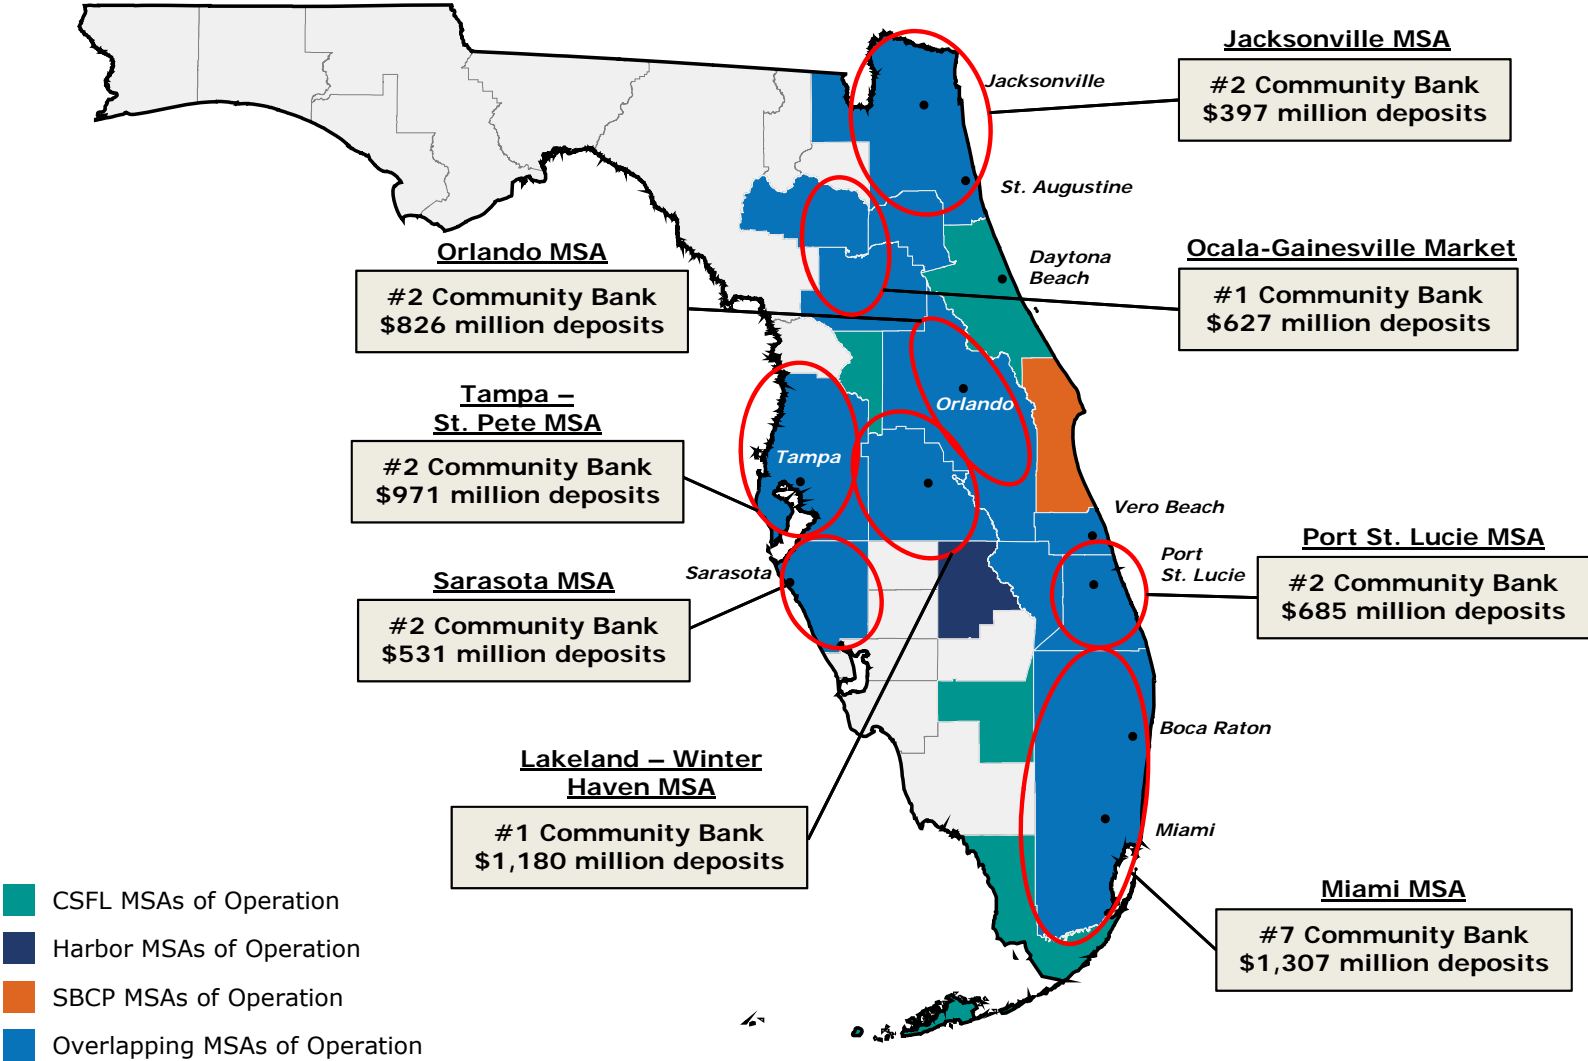 Jacksonville MSA
#2 Community Bank
$397 million deposits
Jacksonville
St. Augustine
Orlando MSA
#2 Community Bank
$826 million deposits
Daytona
Beach
Ocala-Gainesville Market
#1 Community Bank
$627 million deposits
Tampa –
St. Pete MSA
#2 Community Bank
$971 million deposits
Orlando
Tampa
Vero Beach
Port
St. Lucie
Port St. Lucie MSA
#2 Community Bank
$685 million deposits
Sarasota MSA
#2 Community Bank
$531 million deposits
Sarasota
Boca Raton
Lakeland – Winter
Haven MSA
#1 Community Bank
$1,180 million deposits
Miami
Miami MSA
#7 Community Bank
$1,307 million deposits
CSFL MSAs of Operation
Harbor MSAs of Operation
SBCP MSAs of Operation
Overlapping MSAs of Operation